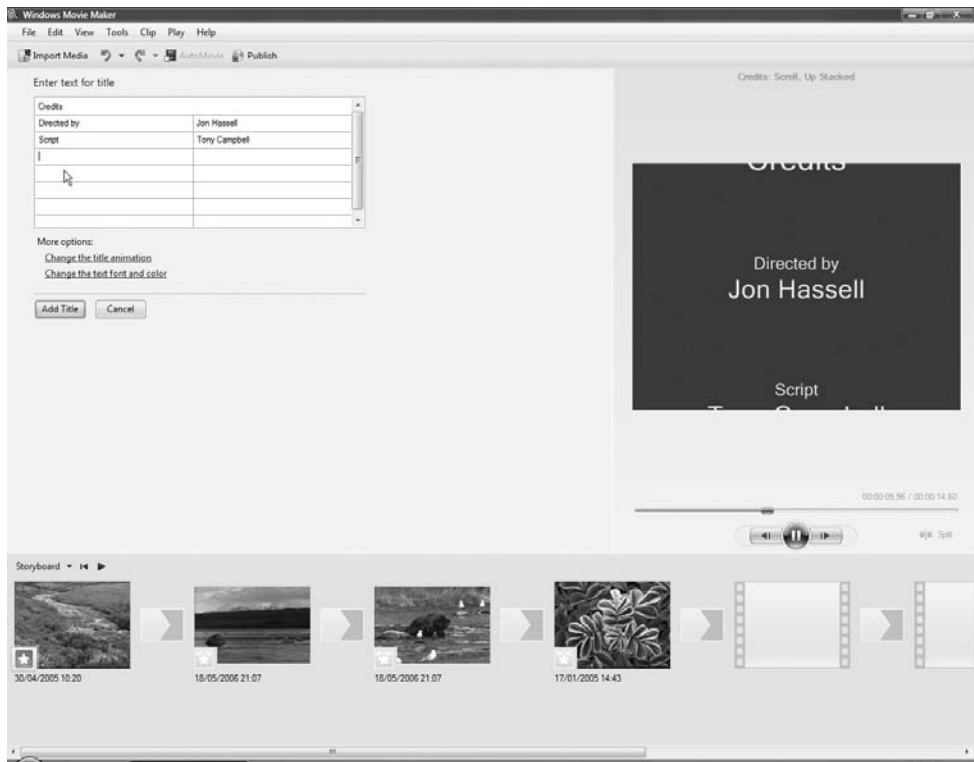 Windows Movie Maker
File Edit View Tools Clip Play Help
Import Media AutoMovie Publish
Enter text for title
Credits
Directed by Jon Hassell
Script Tony Campbell
More options:
Change the title animation
Change the text font and color
Add Title Cancel
Credits: Scroll, Up Stacked
Credits
Directed by
Jon Hassell
Script
Tony Campbell
00:00:05.96 / 00:00:14.60
Split
Storyboard
30/04/2005 10:20 18/05/2006 21:07 18/05/2006 21:07 17/01/2005 14:43